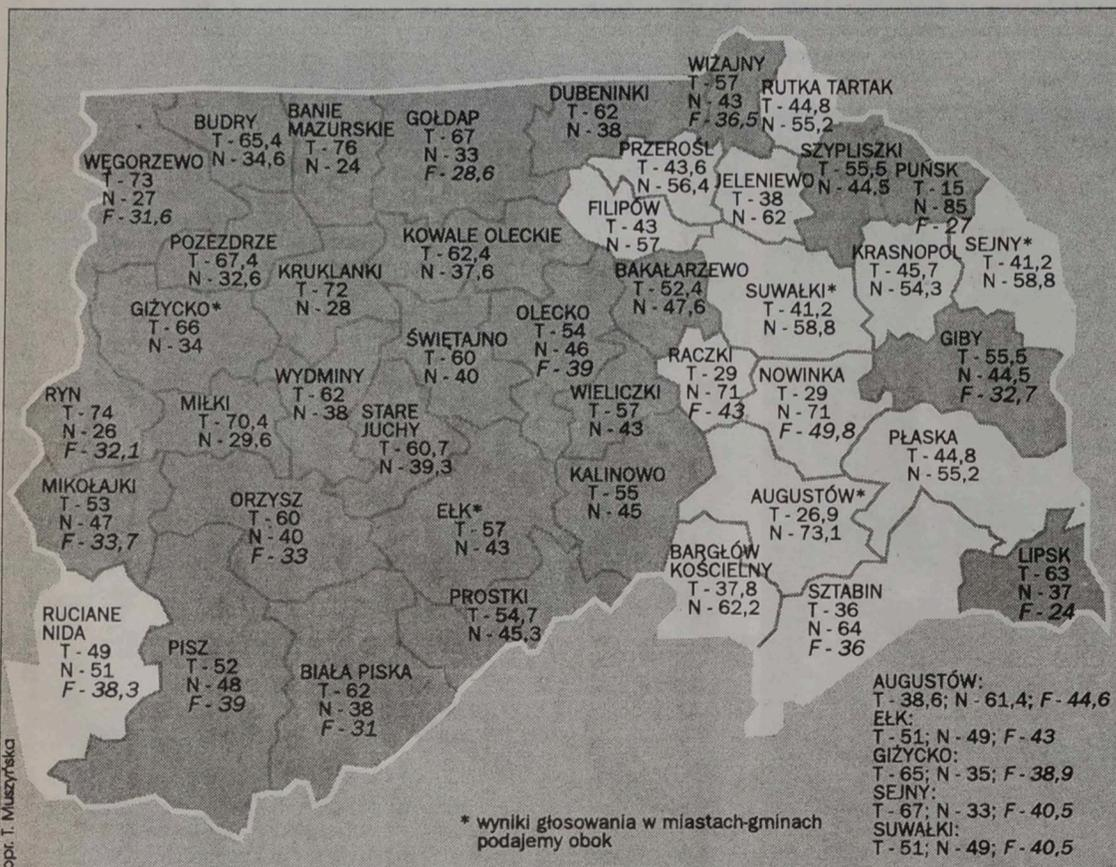 WIŻAJNY
T - 57
N - 43
F - 36,5
RUTKA TARTAK
T - 44,8
N - 55,2
DUBENINKI
T - 62
N - 38
GOŁDAP
T - 67
N - 33
F - 28,6
BANIE
MAZURSKIE
T - 76
N - 24
BUDRY
T - 65,4
N - 34,6
WĘGORZEWO
T - 73
N - 27
F - 31,6
PRZEROŚL
T - 43,6
N - 56,4
SZYPLISZKI
T - 55,5
N - 44,5
PUŃSK
T - 15
N - 85
F - 27
JELENIEWO
T - 38
N - 62
FILIPÓW
T - 43
N - 57
POZEZDRZE
T - 67,4
N - 32,6
KOWALE OLECKIE
T - 62,4
N - 37,6
KRUKLANKI
T - 72
N - 28
BAKAŁARZEWO
T - 52,4
N - 47,6
SUWAŁKI*
T - 41,2
N - 58,8
KRASNOPOL
T - 45,7
N - 54,3
SEJNY*
T - 41,2
N - 58,8
GIŻYCKO*
T - 66
N - 34
OLECKO
T - 54
N - 46
F - 39
ŚWIĘTAJNO
T - 60
N - 40
GIBY
T - 55,5
N - 44,5
F - 32,7
RACZKI
T - 29
N - 71
F - 43
NOWINKA
T - 29
N - 71
F - 49,8
WYDMINY
T - 62
N - 38
RYN
T - 74
N - 26
F - 32,1
MIŁKI
T - 70,4
N - 29,6
STARE
JUCHY
T - 60,7
N - 39,3
WIELICZKI
T - 57
N - 43
PŁASKA
T - 44,8
N - 55,2
MIKOŁAJKI
T - 53
N - 47
F - 33,7
ORZYSZ
T - 60
N - 40
F - 33
EŁK*
T - 57
N - 43
KALINOWO
T - 55
N - 45
AUGUSTÓW*
T - 26,9
N - 73,1
BARGŁÓW
KOŚCIELNY
T - 37,8
N - 62,2
LIPSK
T - 63
N - 37
F - 24
SZTABIN
T - 36
N - 64
F - 36
PROSTKI
T - 54,7
N - 45,3
RUCIANE
NIDA
T - 49
N - 51
F - 38,3
PISZ
T - 52
N - 48
F - 39
BIAŁA PISKA
T - 62
N - 38
F - 31
AUGUSTÓW:
T - 38,6; N - 61,4; F - 44,6
EŁK:
T - 51; N - 49; F - 43
GIŻYCKO:
T - 65; N - 35; F - 38,9
SEJNY:
T - 67; N - 33; F - 40,5
SUWAŁKI:
T - 51; N - 49; F - 40,5
* wyniki głosowania w miastach-gminach
podajemy obok
opr. T. Muszyńska